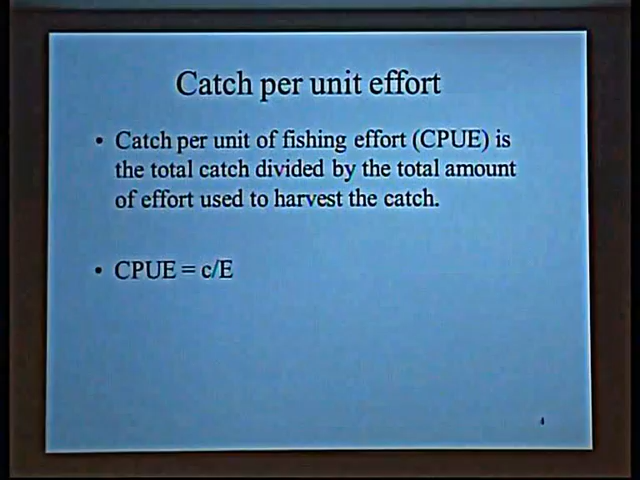 Catch per unit effort
• Catch per unit of fishing effort (CPUE) is
the total catch divided by the total amount
of effort used to harvest the catch.
• CPUE = c/E
4